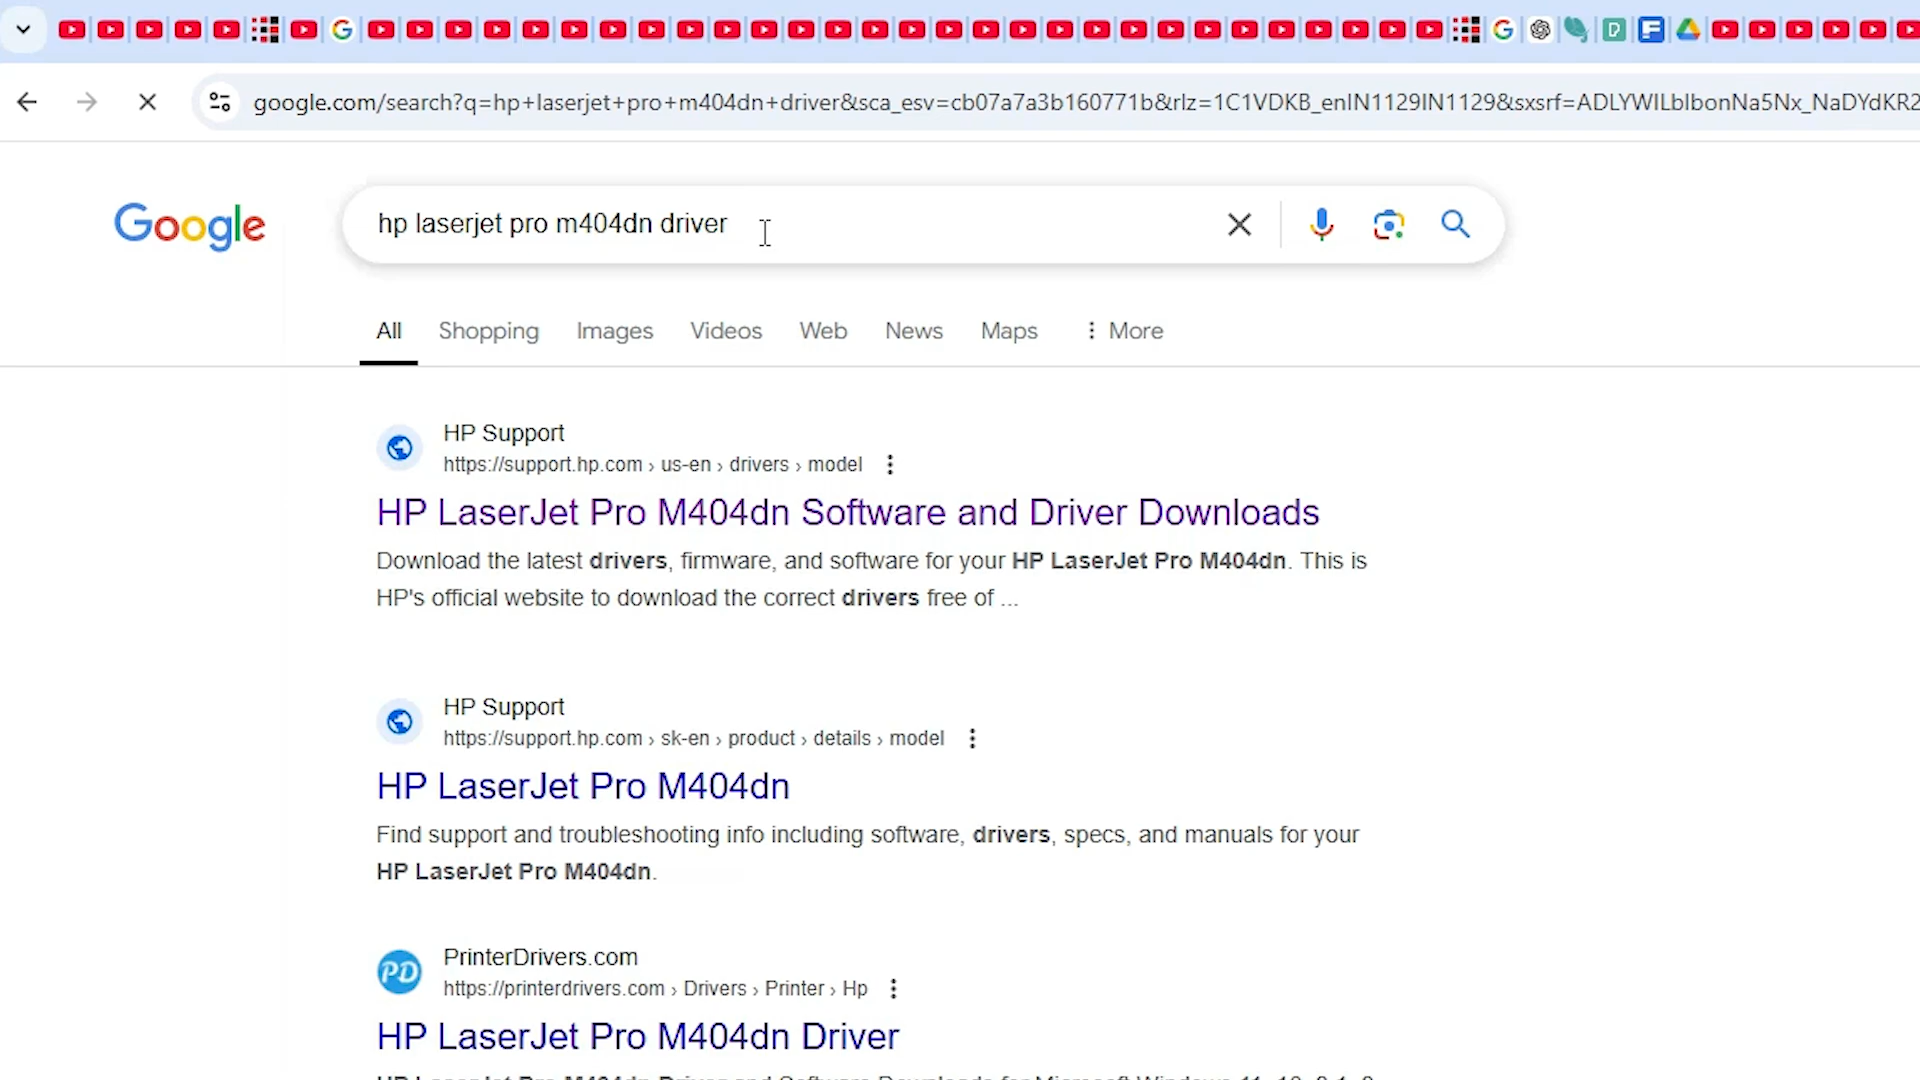 google.com/search?q=hp+laserjet+pro+m404dn+driver&sca_esv=cb07a7a3b160771b&rlz=1C1VDKB_enIN1129IN1129&sxsrf=ADLYWILbIbonNa5Nx_NaDYdKR2
Google
hp laserjet pro m404dn driver
All Shopping Images Videos Web News Maps More
HP Support
https://support.hp.com › us-en › drivers › model
HP LaserJet Pro M404dn Software and Driver Downloads
Download the latest drivers, firmware, and software for your HP LaserJet Pro M404dn. This is
HP's official website to download the correct drivers free of ...
HP Support
https://support.hp.com › sk-en › product › details › model
HP LaserJet Pro M404dn
Find support and troubleshooting info including software, drivers, specs, and manuals for your
HP LaserJet Pro M404dn.
PD
PrinterDrivers.com
https://printerdrivers.com › Drivers › Printer › Hp
HP LaserJet Pro M404dn Driver